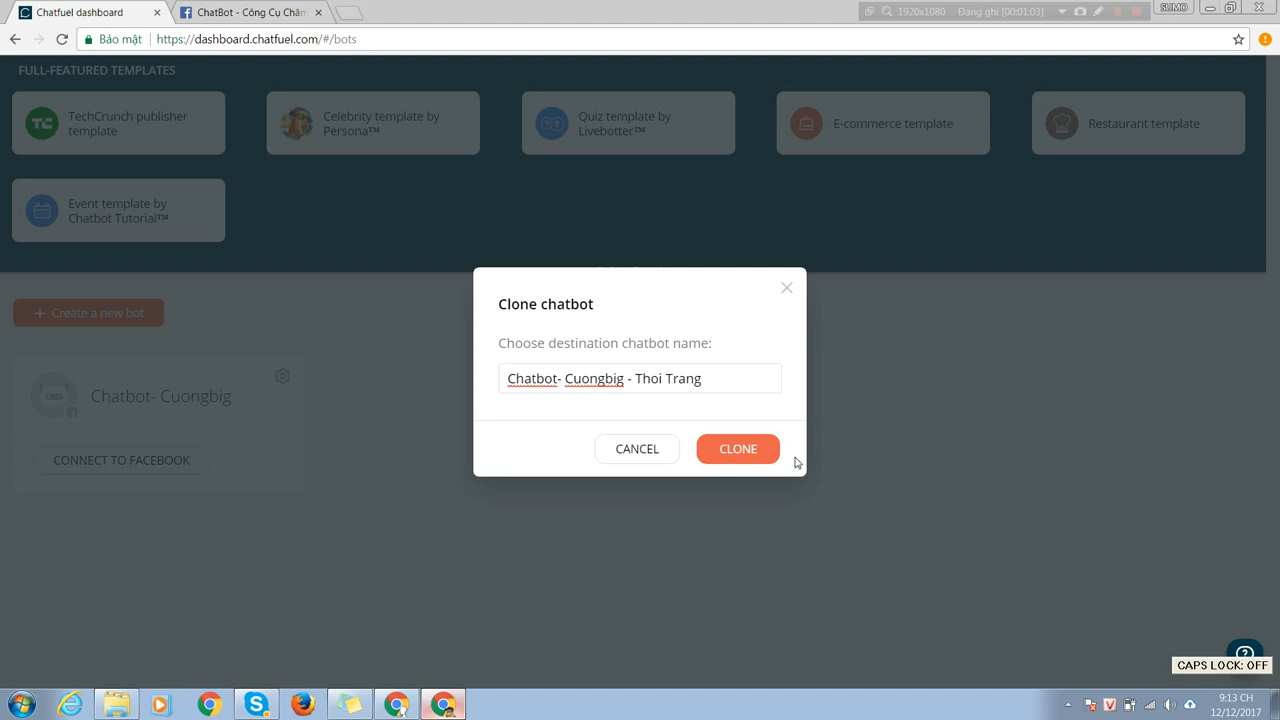 Chatfuel dashboard
ChatBot - Công Cụ Chăm
1920x1080
Đang ghi [00:01:03]
SUMO
Bảo mật
https://dashboard.chatfuel.com/#/bots
FULL-FEATURED TEMPLATES
TechCrunch publisher
template
Celebrity template by
Persona™
Quiz template by
Livebotter™
E-commerce template
Restaurant template
Event template by
Chatbot Tutorial™
+ Create a new bot
Chatbot- Cuongbig
CONNECT TO FACEBOOK
Clone chatbot
Choose destination chatbot name:
Chatbot- Cuongbig - Thoi Trang
CANCEL
CLONE
CAPS LOCK: OFF
9:13 CH
12/12/2017